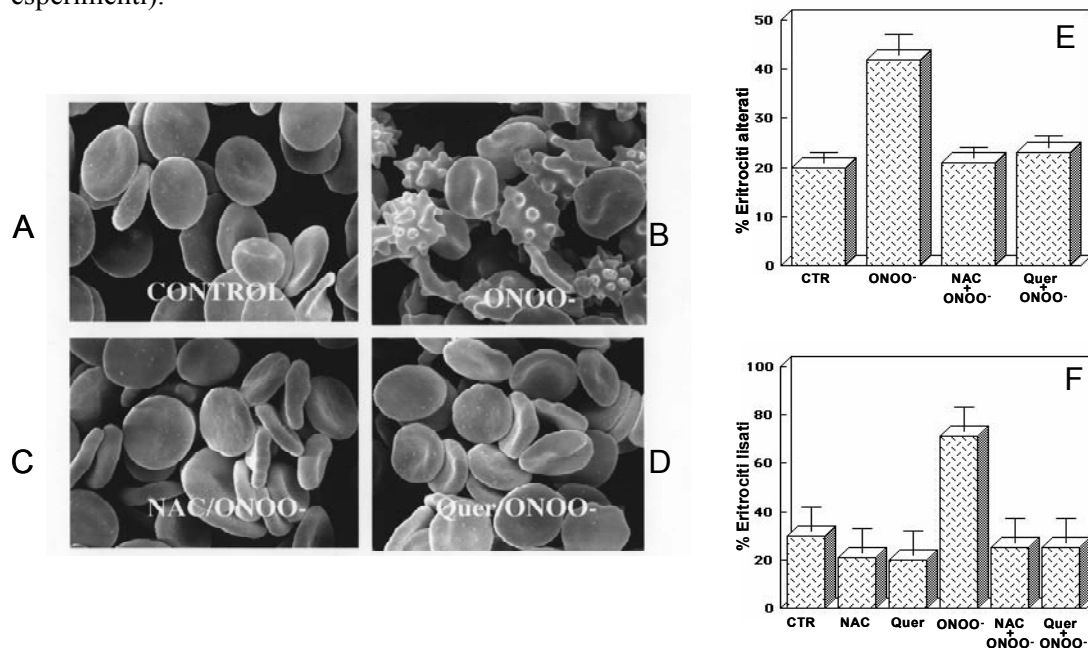 esperimenti).
A
CONTROL
B
ONOO-
C
NAC/ONOO-
D
Quer/ONOO-
E
% Eritrociti alterati
50
40
30
20
10
0
CTR ONOO- NAC + ONOO- Quer + ONOO-
F
% Eritrociti lisati
100
80
60
40
20
0
CTR NAC Quer ONOO- NAC + ONOO- Quer + ONOO-